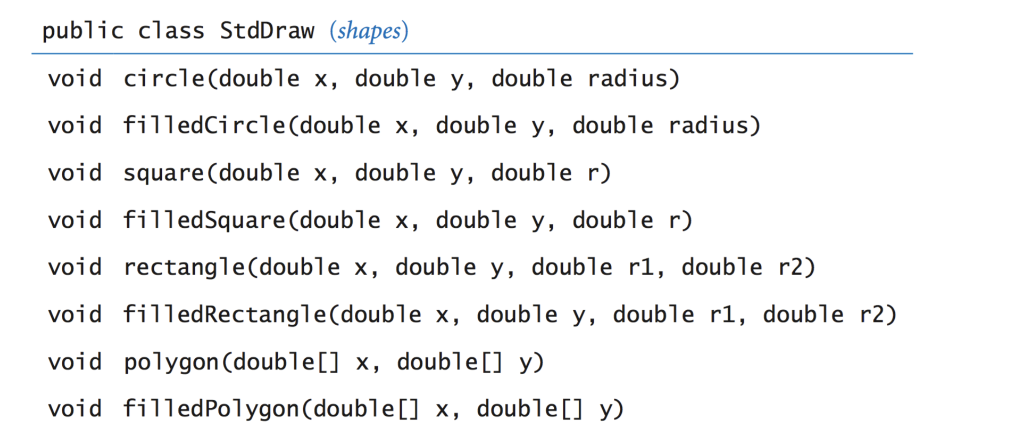 public class StdDraw (shapes)
void circle(double x, double y, double radius)
void filledCircle(double x, double y, double radius)
void square(double x, double y, double r)
void filledSquare(double x, double y, double r)
void rectangle(double x, double y, double r1, double r2)
void filledRectangle(double x, double y, double r1, double r2)
void polygon(double[] x, double[] y)
void filledPolygon(double[] x, double[] y)